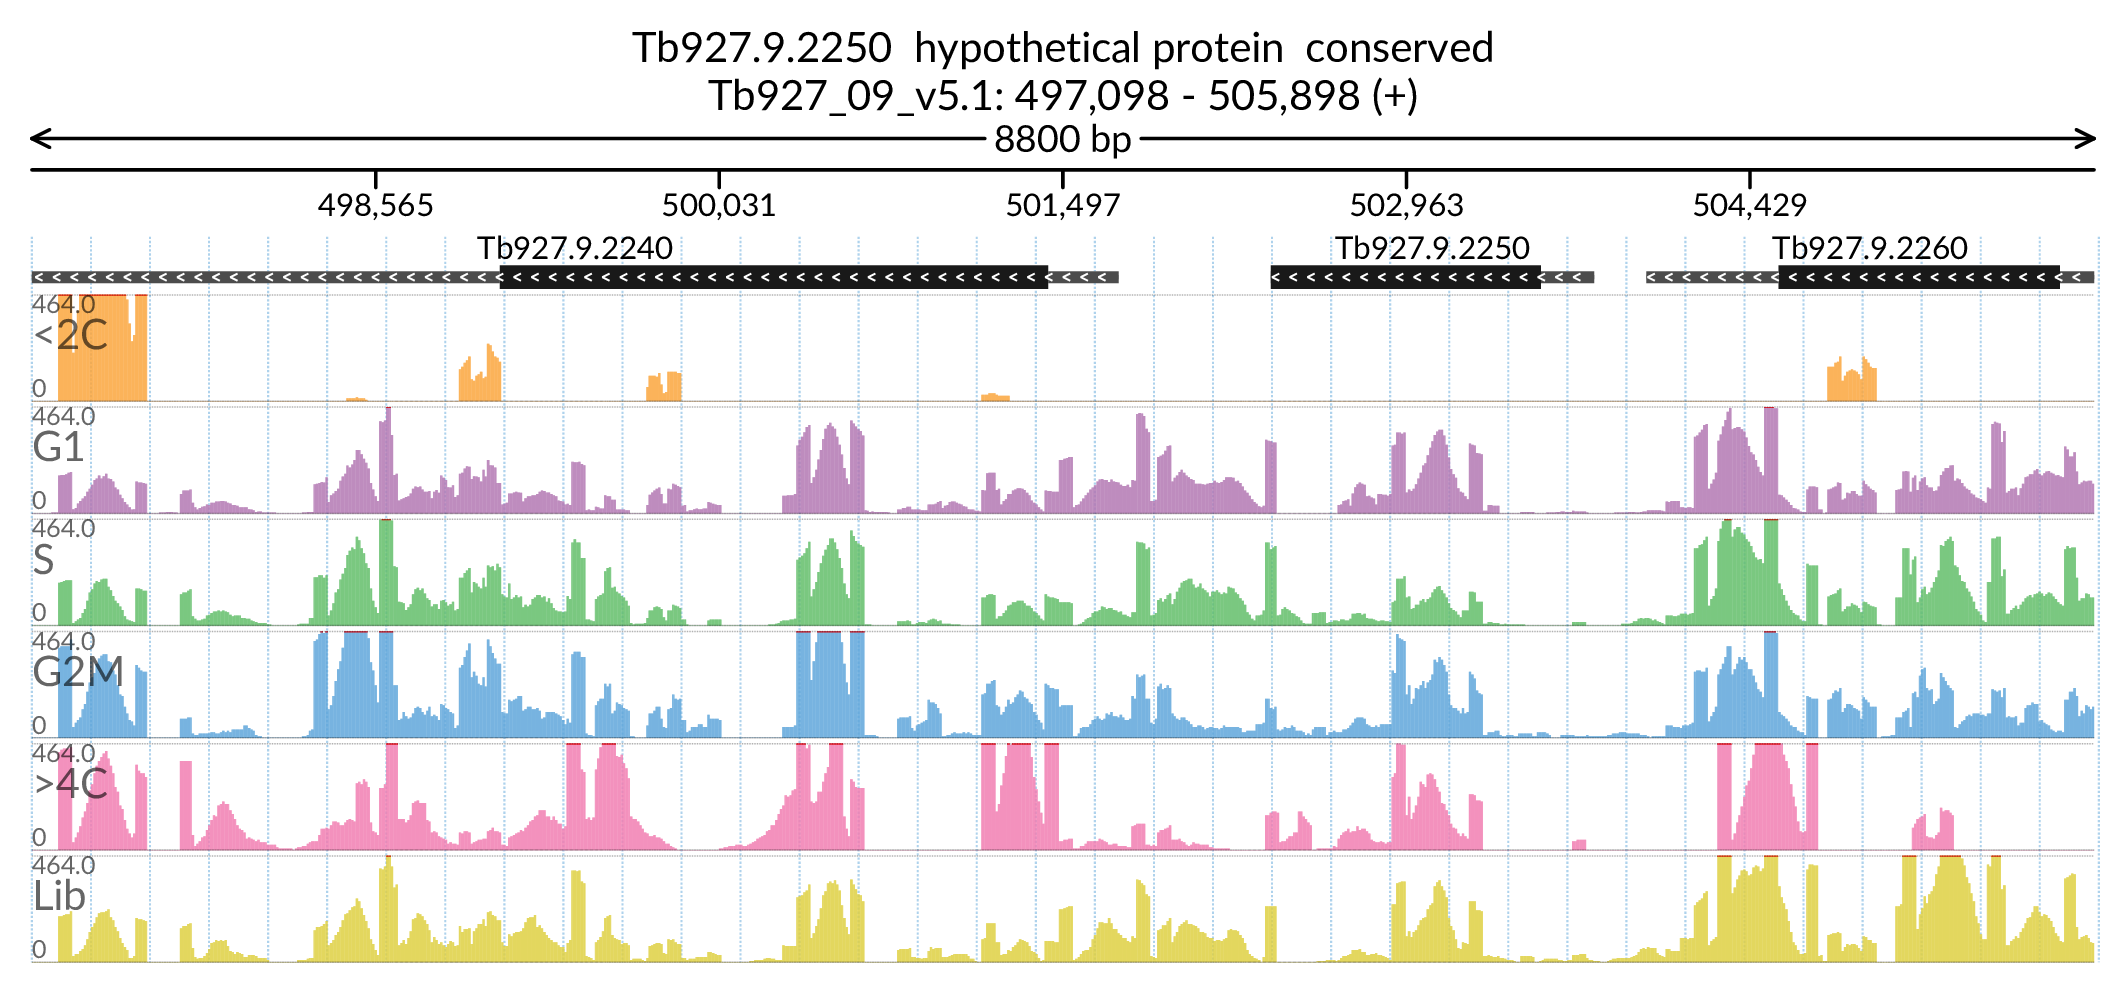 Tb927.9.2250 hypothetical protein conserved
Tb927_09_v5.1: 497,098 - 505,898 (+)
8800 bp
498,565 500,031 501,497 502,963 504,429
Tb927.9.2240 Tb927.9.2250 Tb927.9.2260
464.0
<2C
0
464.0
G1
0
464.0
S
0
464.0
G2M
0
464.0
>4C
0
464.0
Lib
0